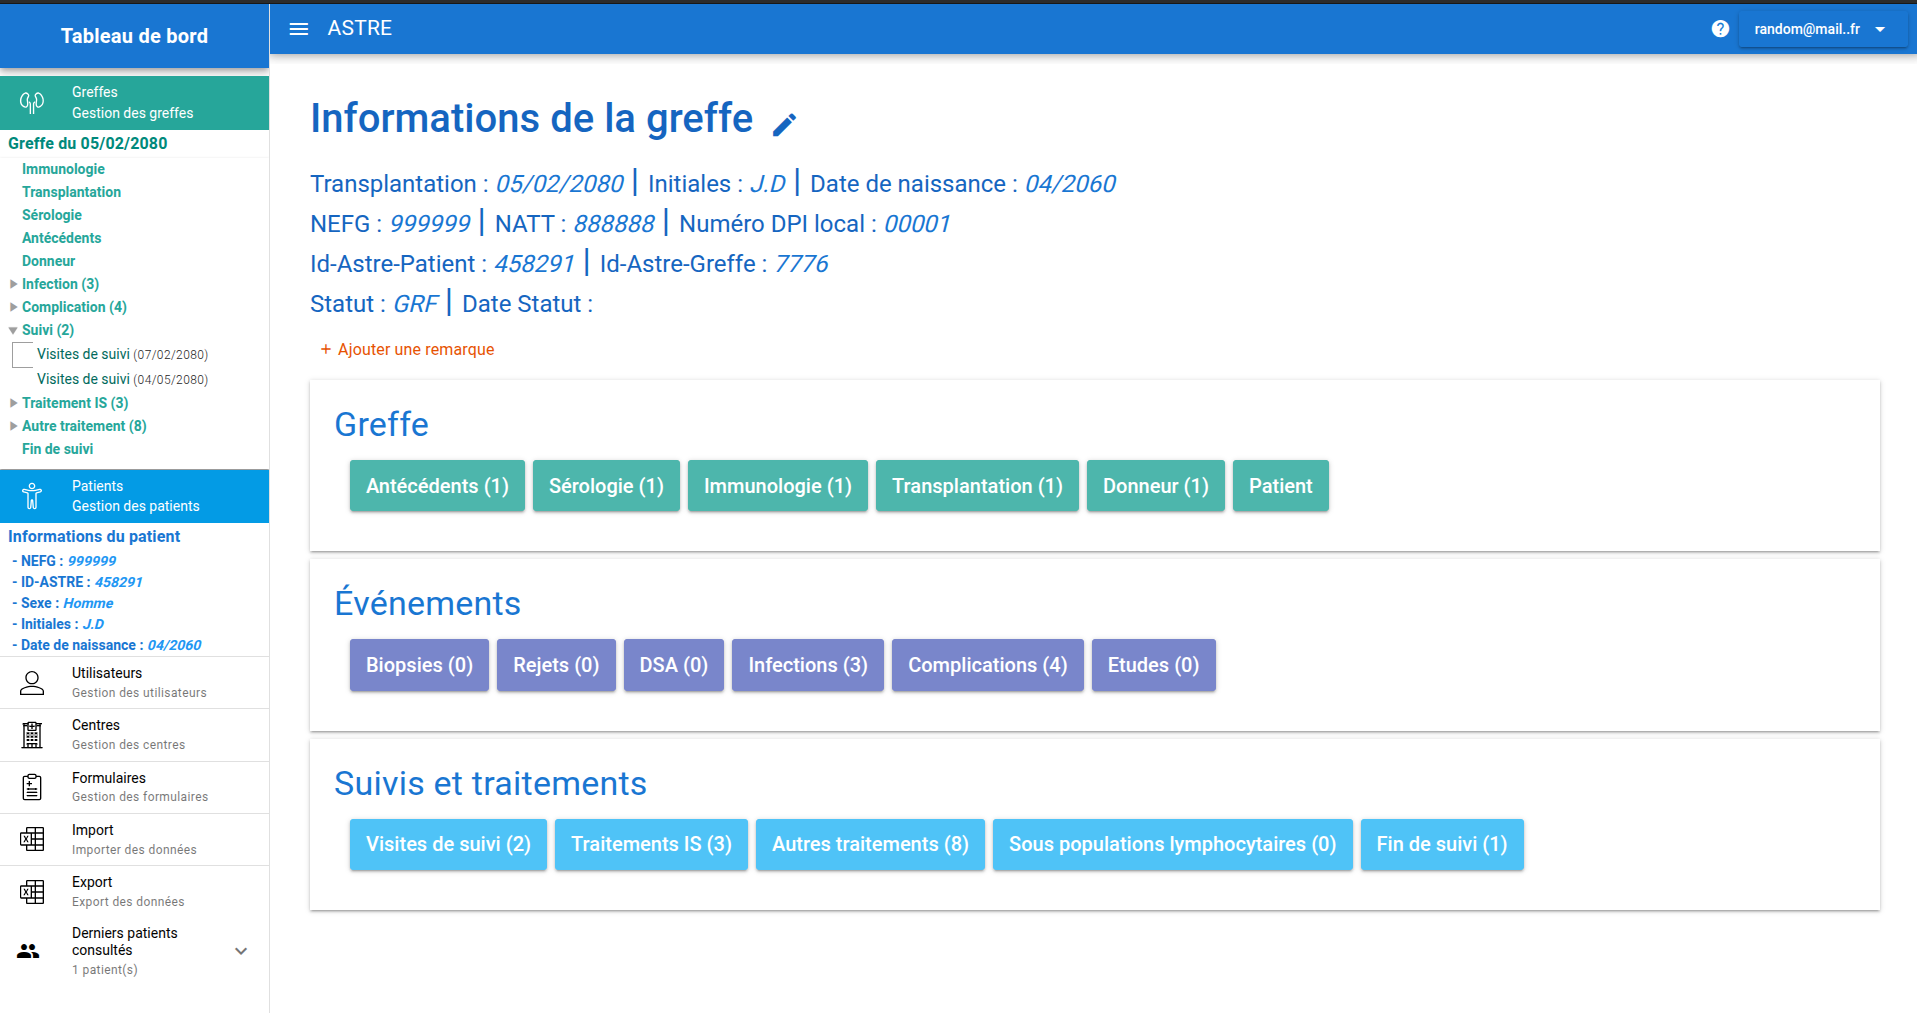 Tableau de bord
ASTRE
random@mail..fr
Greffes
Gestion des greffes
Greffe du 05/02/2080
Immunologie
Transplantation
Sérologie
Antécédents
Donneur
Infection (3)
Complication (4)
Suivi (2)
Visites de suivi (07/02/2080)
Visites de suivi (04/05/2080)
Traitement IS (3)
Autre traitement (8)
Fin de suivi
Patients
Gestion des patients
Informations du patient
- NEFG : 999999
- ID-ASTRE : 458291
- Sexe : Homme
- Initiales : J.D
- Date de naissance : 04/2060
Utilisateurs
Gestion des utilisateurs
Centres
Gestion des centres
Formulaires
Gestion des formulaires
Import
Importer des données
Export
Export des données
Derniers patients
consultés
1 patient(s)
Informations de la greffe
Transplantation : 05/02/2080 | Initiales : J.D | Date de naissance : 04/2060
NEFG : 999999 | NATT : 888888 | Numéro DPI local : 00001
Id-Astre-Patient : 458291 | Id-Astre-Greffe : 7776
Statut : GRF | Date Statut :
+ Ajouter une remarque
Greffe
Antécédents (1) Sérologie (1) Immunologie (1) Transplantation (1) Donneur (1) Patient
Événements
Biopsies (0) Rejets (0) DSA (0) Infections (3) Complications (4) Etudes (0)
Suivis et traitements
Visites de suivi (2) Traitements IS (3) Autres traitements (8) Sous populations lymphocytaires (0) Fin de suivi (1)